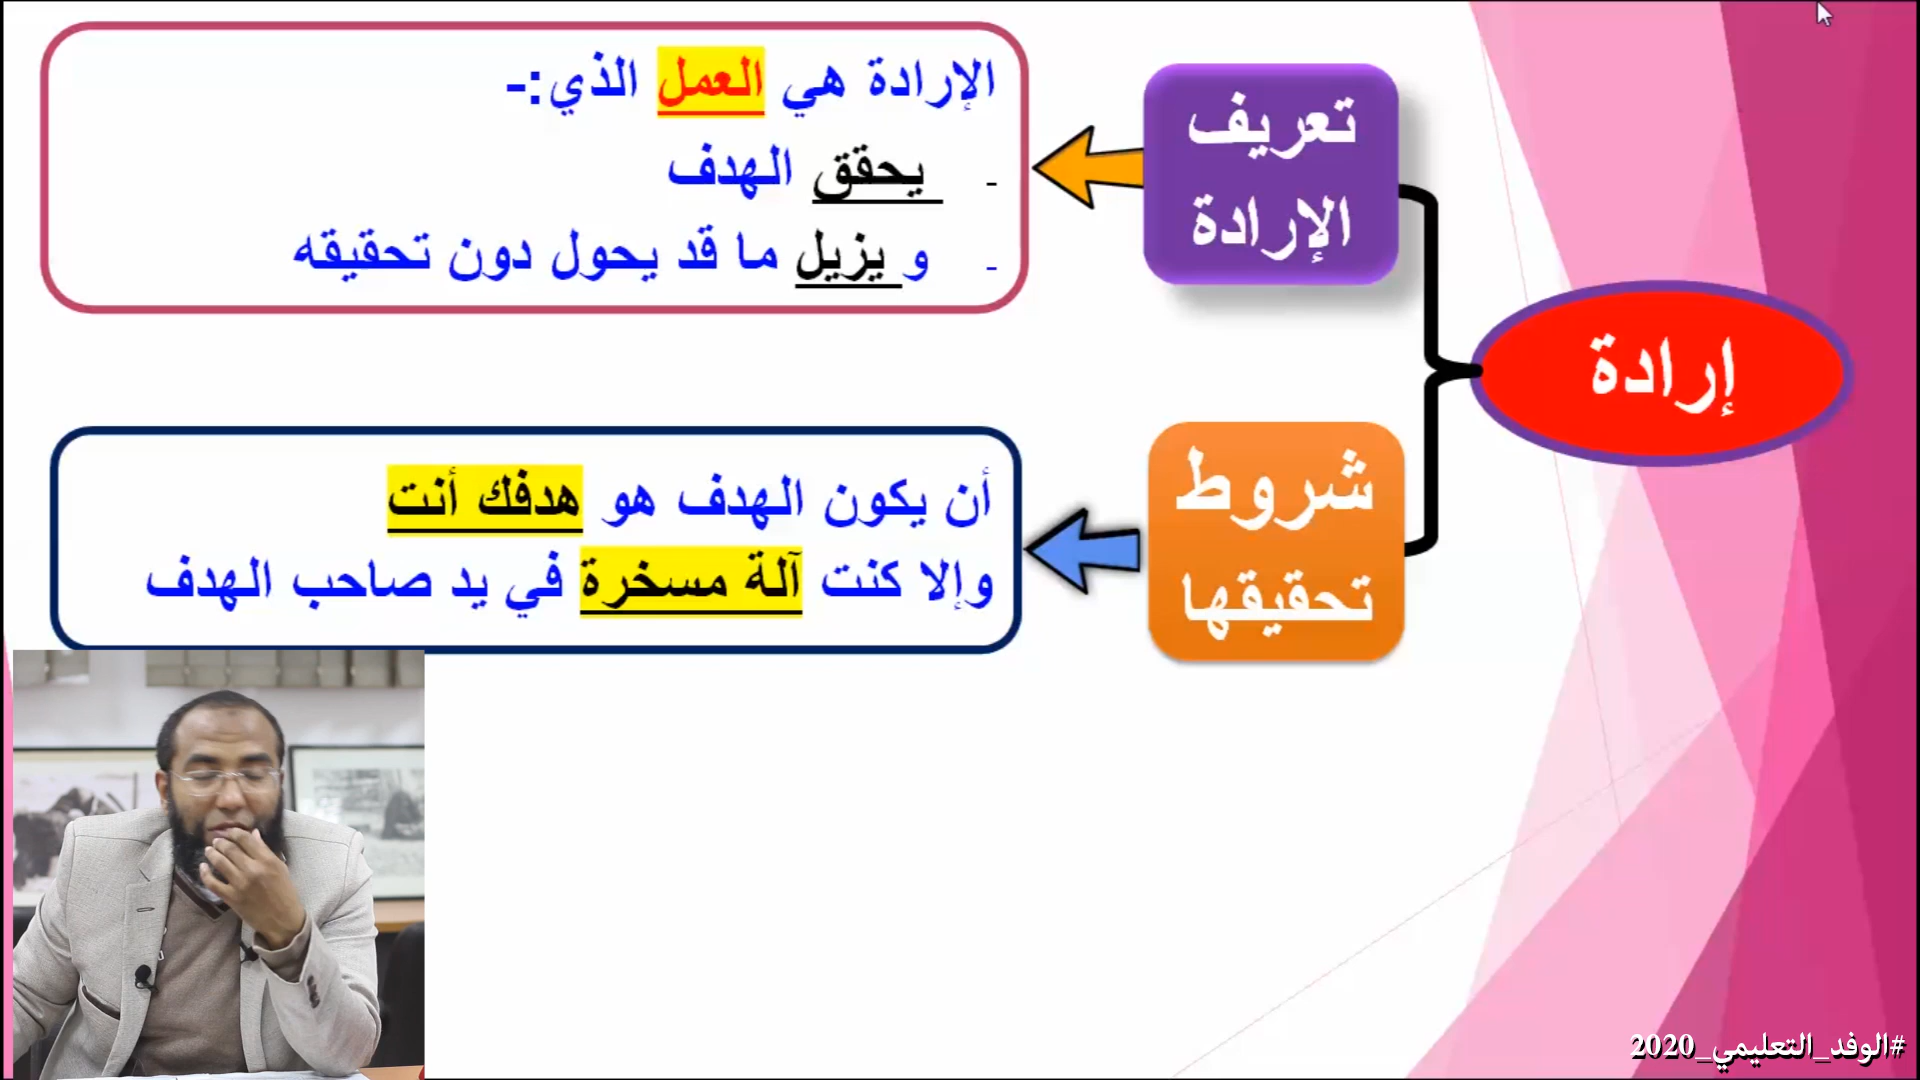 إرادة
تعريف
الإرادة
الإرادة هي العمل الذي:-
- يحقق الهدف
- و يزيل ما قد يحول دون تحقيقه
شروط
تحقيقها
أن يكون الهدف هو هدفك أنت
وإلا كنت آلة مسخرة في يد صاحب الهدف
#الوفد_التعليمي_2020